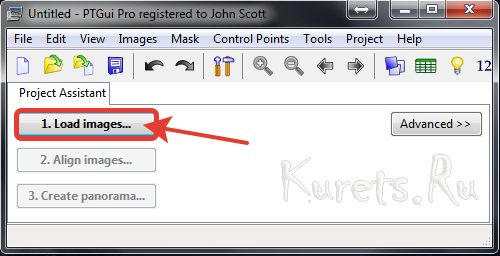 Untitled - PTGui Pro registered to John Scott
File Edit View Images Mask Control Points Tools Project Help
12
Project Assistant
1. Load images...
Advanced >>
2. Align images...
3. Create panorama...
Kurets.Ru